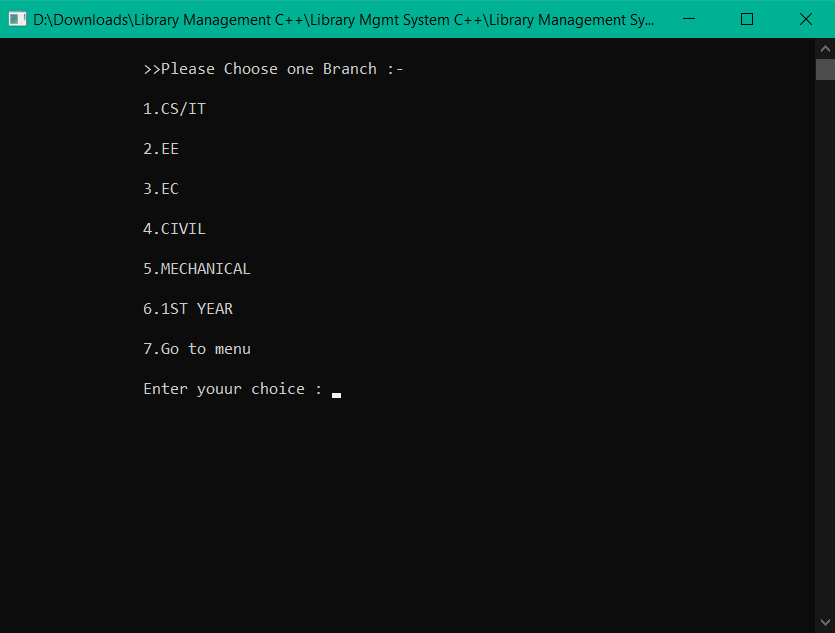 D:\Downloads\Library Management C++\Library Mgmt System C++\Library Management Sy...
>>Please Choose one Branch :-
1.CS/IT
2.EE
3.EC
4.CIVIL
5.MECHANICAL
6.1ST YEAR
7.Go to menu
Enter youur choice :